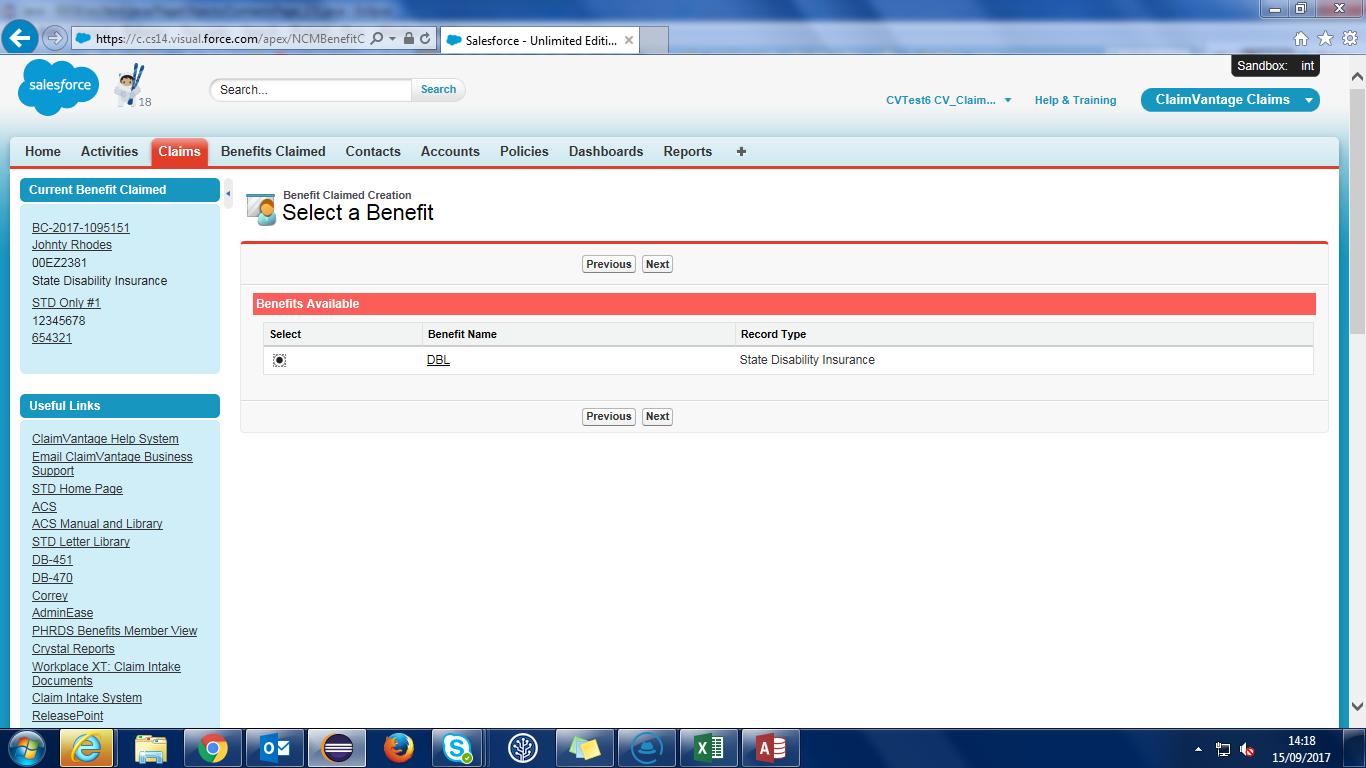 https://c.cs14.visual.force.com/apex/NCMBenefitC
Salesforce - Unlimited Editi...
Sandbox: int
salesforce
18
Search...
Search
CVTest6 CV_Claim...
Help & Training
ClaimVantage Claims
Home Activities Claims Benefits Claimed Contacts Accounts Policies Dashboards Reports
Current Benefit Claimed
BC-2017-1095151
Johnty Rhodes
00EZ2381
State Disability Insurance
STD Only #1
12345678
654321
Useful Links
ClaimVantage Help System
Email ClaimVantage Business
Support
STD Home Page
ACS
ACS Manual and Library
STD Letter Library
DB-451
DB-470
Correy
AdminEase
PHRDS Benefits Member View
Crystal Reports
Workplace XT: Claim Intake
Documents
Claim Intake System
ReleasePoint
Benefit Claimed Creation
Select a Benefit
Previous Next
Benefits Available
Select Benefit Name Record Type
DBL State Disability Insurance
Previous Next
14:18
15/09/2017